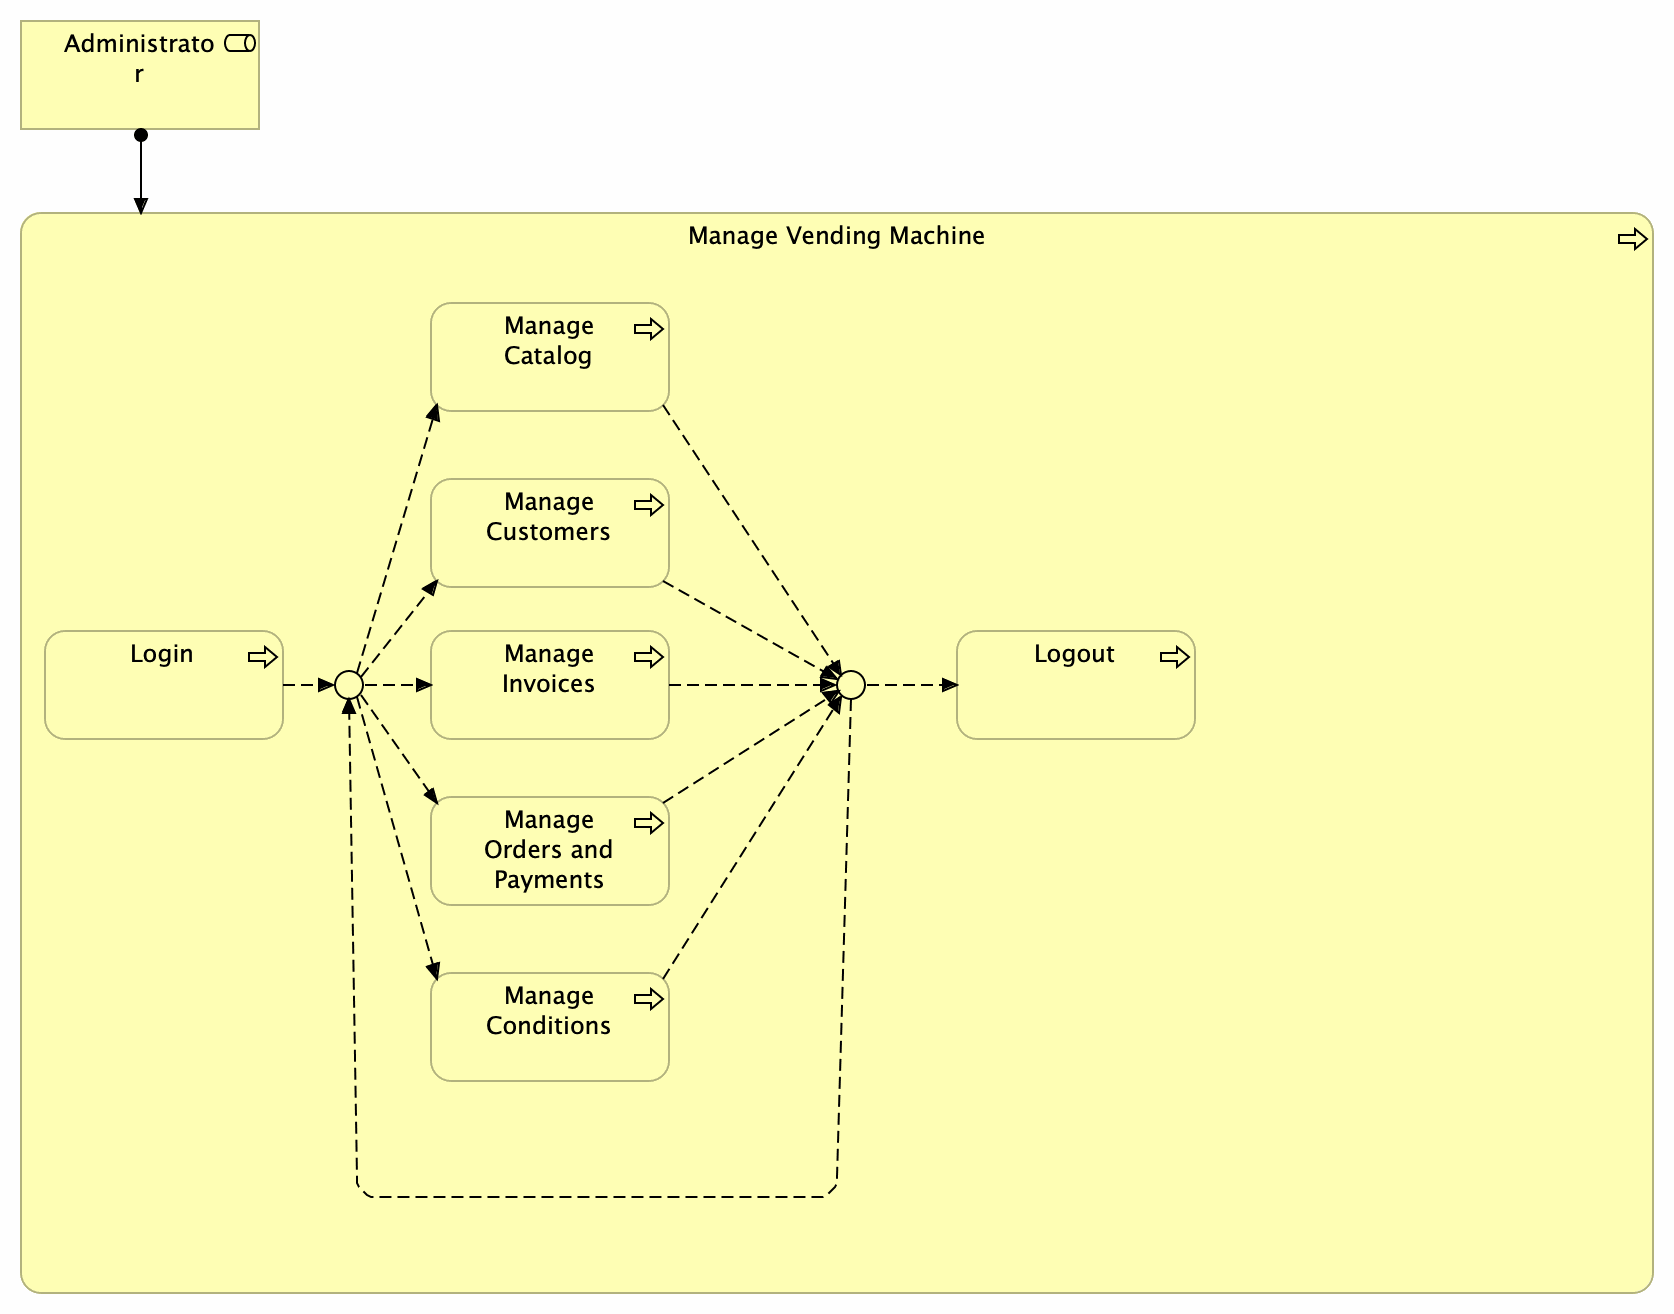 Administrato
r
Manage Vending Machine
Manage
Catalog
Manage
Customers
Login
Manage
Invoices
Logout
Manage
Orders and
Payments
Manage
Conditions